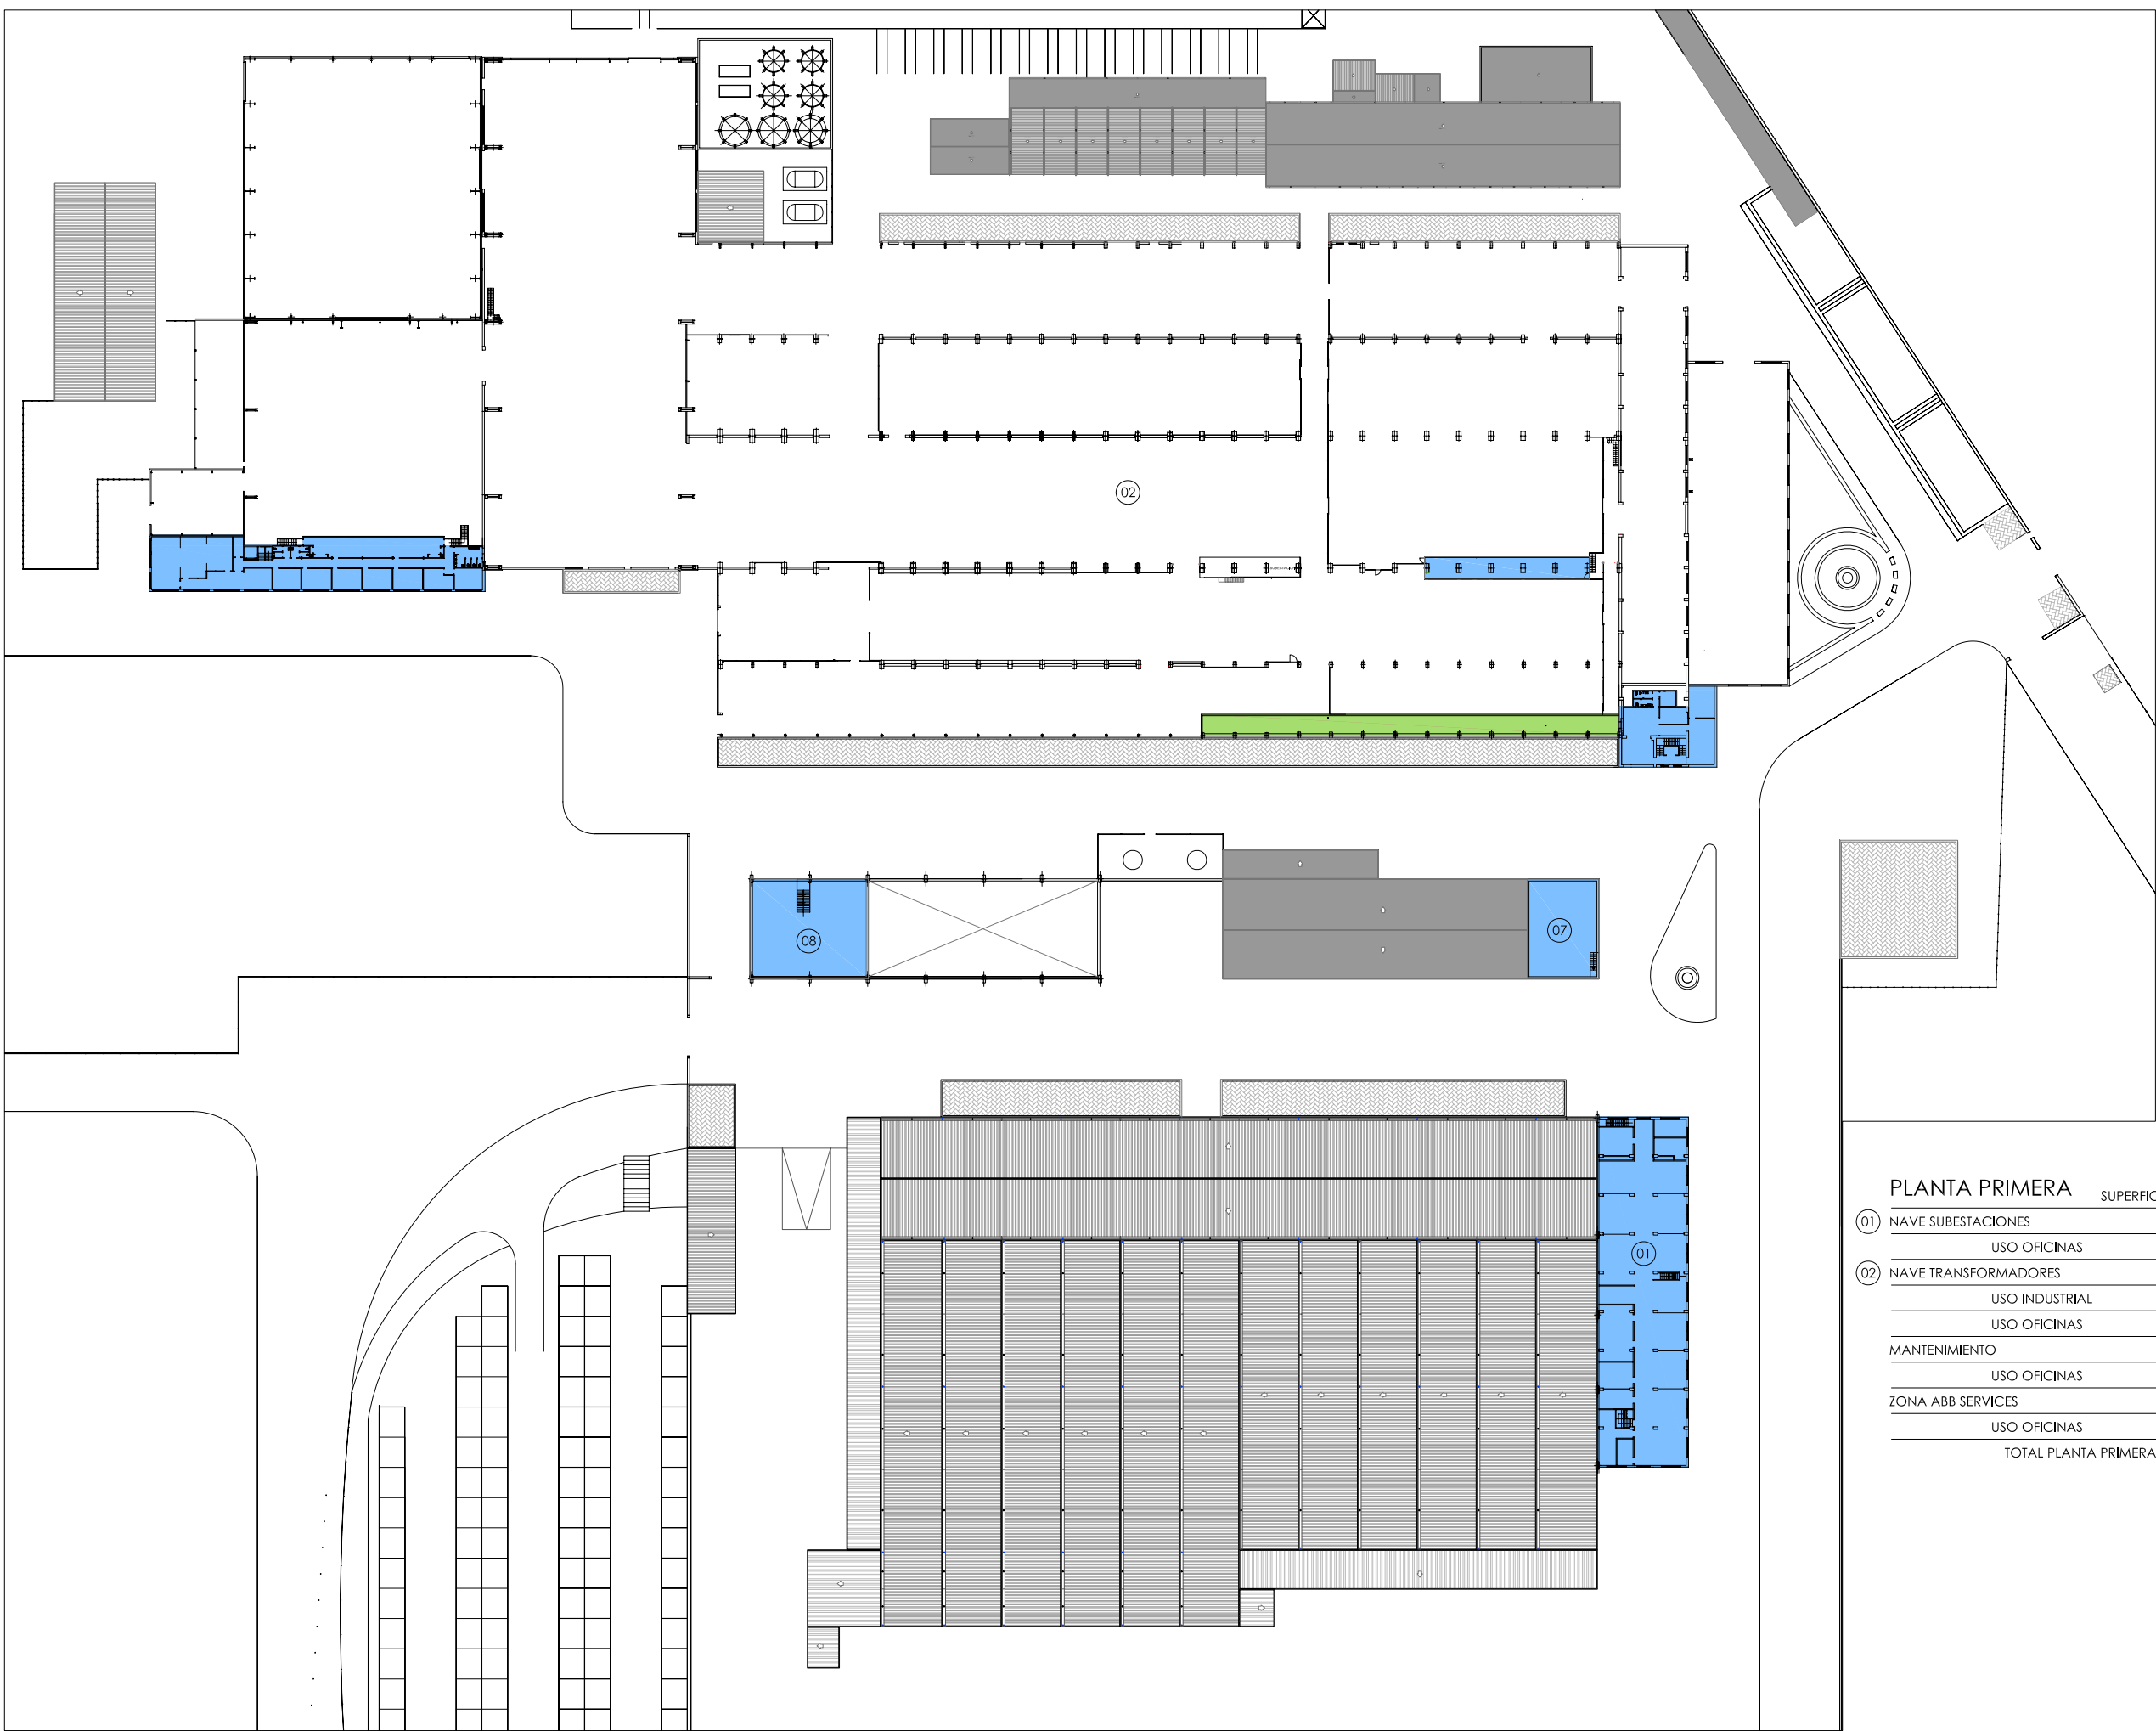 02
08
07
01
PLANTA PRIMERA SUPERFIC
01 NAVE SUBESTACIONES
USO OFICINAS
02 NAVE TRANSFORMADORES
USO INDUSTRIAL
USO OFICINAS
MANTENIMIENTO
USO OFICINAS
ZONA ABB SERVICES
USO OFICINAS
TOTAL PLANTA PRIMERA